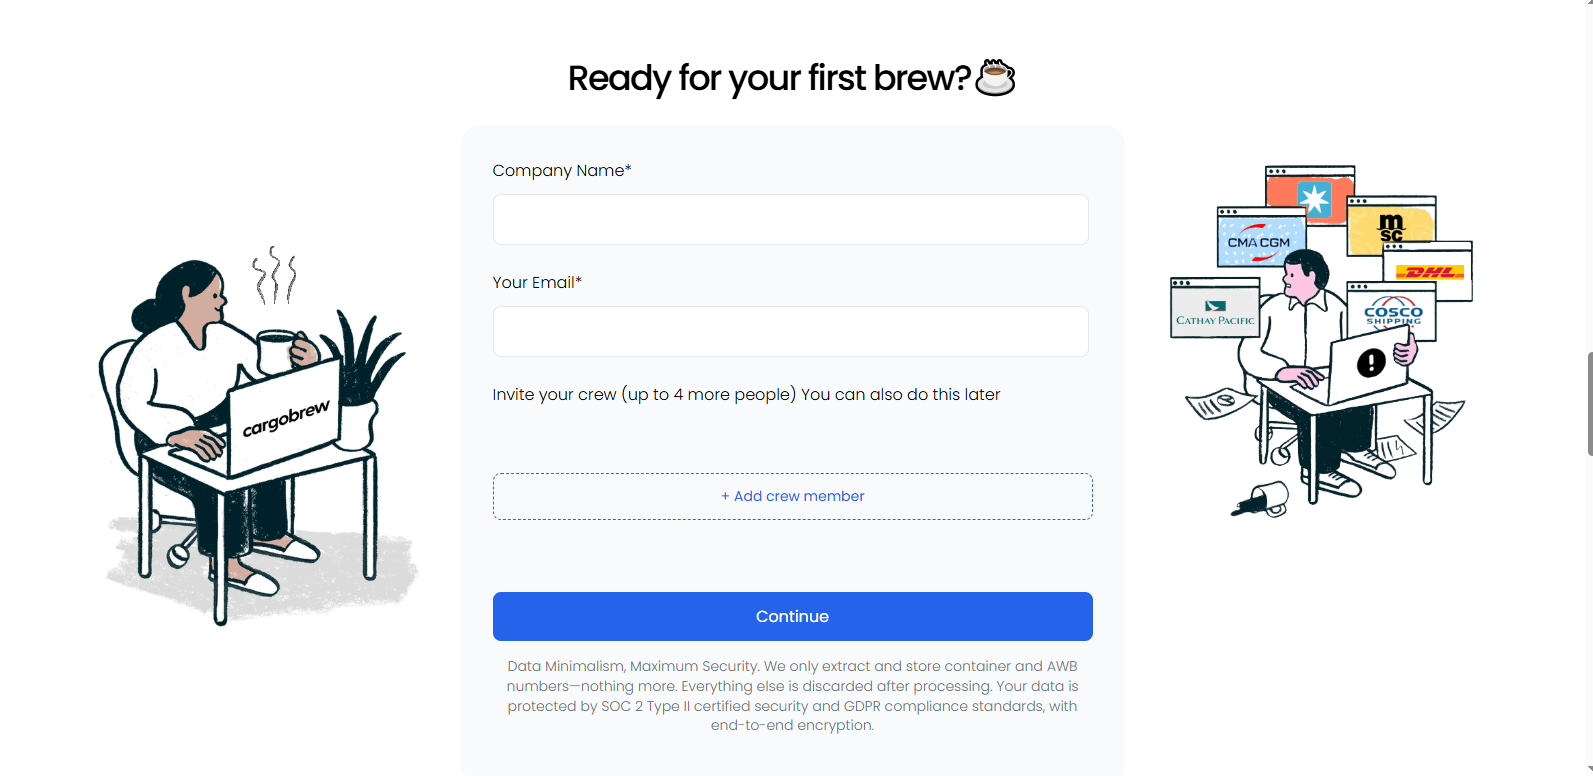 Ready for your first brew?
Company Name*
Your Email*
Invite your crew (up to 4 more people) You can also do this later
+ Add crew member
Continue
Data Minimalism, Maximum Security. We only extract and store container and AWB
numbers—nothing more. Everything else is discarded after processing. Your data is
protected by SOC 2 Type II certified security and GDPR compliance standards, with
end-to-end encryption.
cargobrew
CMA CGM
m
sc
DHL
CATHAY PACIFIC
COSCO
SHIPPING
!